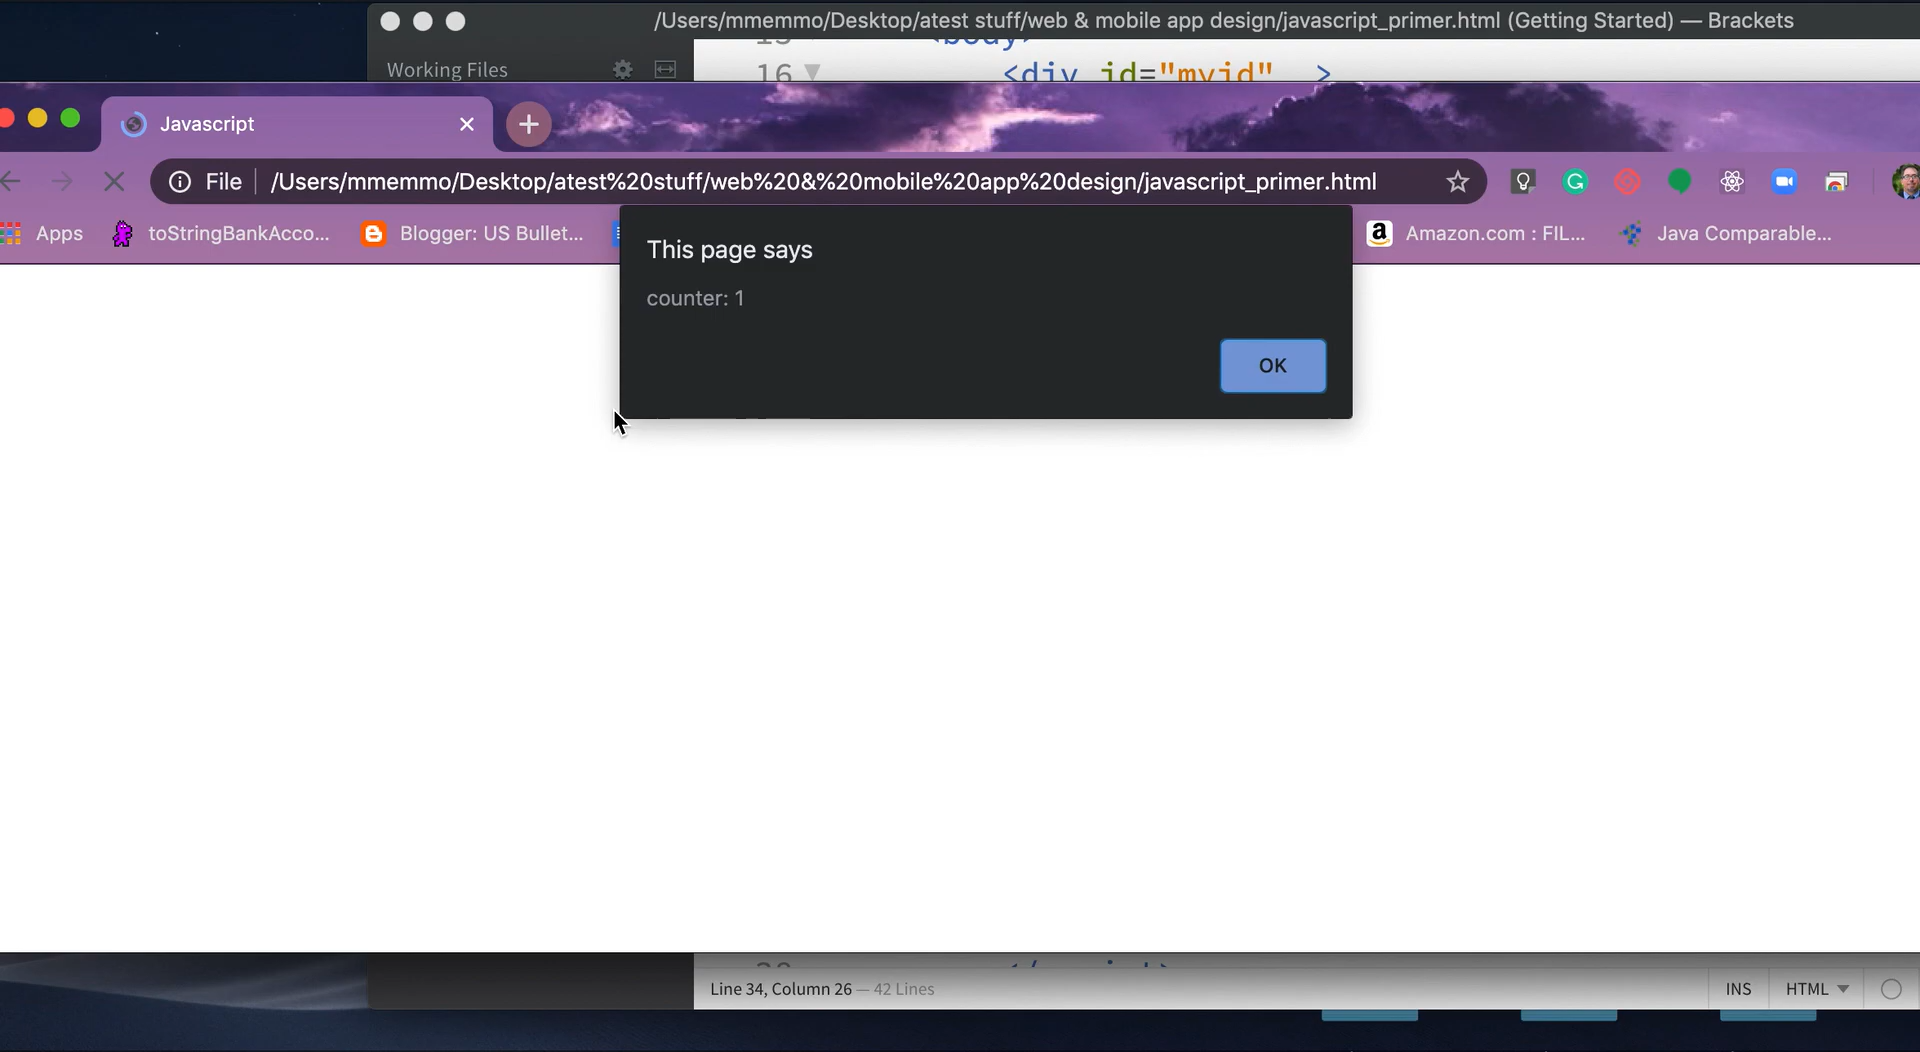 /Users/mmemmo/Desktop/atest stuff/web & mobile app design/javascript_primer.html (Getting Started) — Brackets
Working Files
16 <div id="myid" >
Javascript
File /Users/mmemmo/Desktop/atest%20stuff/web%20&%20mobile%20app%20design/javascript_primer.html
Apps toStringBankAcco... Blogger: US Bullet... Amazon.com : FIL... Java Comparable...
This page says
counter: 1
OK
Line 34, Column 26 — 42 Lines INS HTML